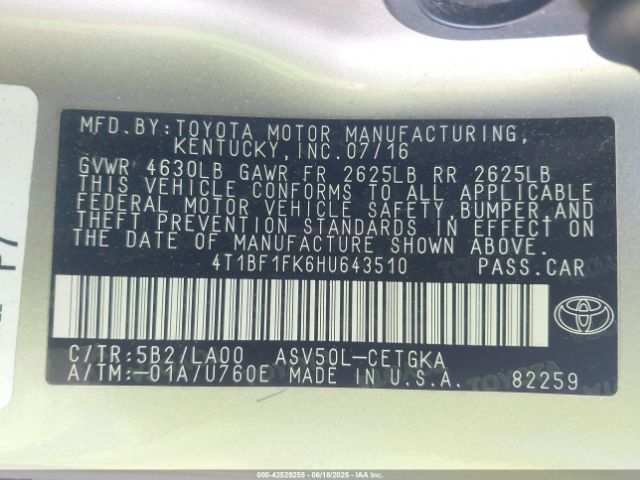 MFD.BY:TOYOTA MOTOR MANUFACTURING,
KENTUCKY,INC.07/16
GVWR 4630LB GAWR FR 2625LB RR 2625LB
THIS VEHICLE CONFORMS TO ALL APPLICABLE
FEDERAL MOTOR VEHICLE SAFETY,BUMPER,AND
THEFT PREVENTION STANDARDS IN EFFECT ON
THE DATE OF MANUFACTURE SHOWN ABOVE.
4T1BF1FK6HU643510 PASS.CAR
C/TR:5B2/LA00 ASV50L-CETGKA
A/TM:-01A/U760E MADE IN U.S.A. 82259
P7
000-42529255 - 06/18/2025 - IAAI.COM